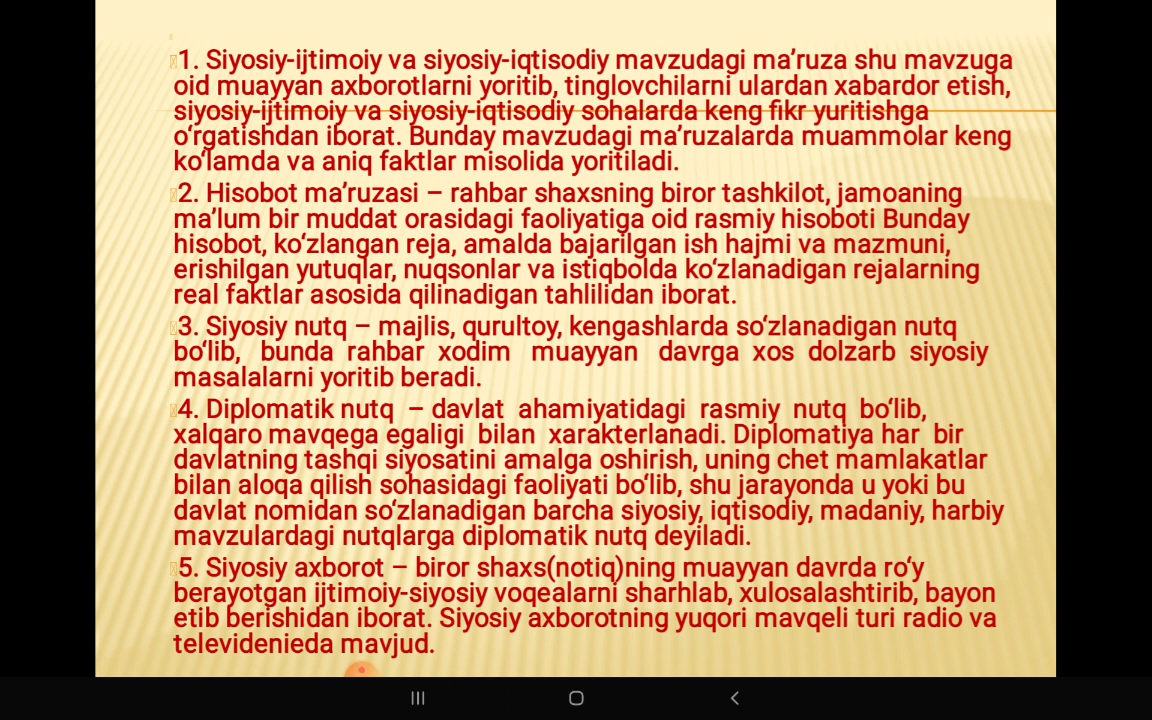 1. Siyosiy-ijtimoiy va siyosiy-iqtisodiy mavzudagi ma’ruza shu mavzuga
oid muayyan axborotlarni yoritib, tinglovchilarni ulardan xabardor etish,
siyosiy-ijtimoiy va siyosiy-iqtisodiy sohalarda keng fikr yuritishga
o‘rgatishdan iborat. Bunday mavzudagi ma’ruzalarda muammolar keng
ko‘lamda va aniq faktlar misolida yoritiladi.
2. Hisobot ma’ruzasi – rahbar shaxsning biror tashkilot, jamoaning
ma’lum bir muddat orasidagi faoliyatiga oid rasmiy hisoboti Bunday
hisobot, ko‘zlangan reja, amalda bajarilgan ish hajmi va mazmuni,
erishilgan yutuqlar, nuqsonlar va istiqbolda ko‘zlanadigan rejalarning
real faktlar asosida qilinadigan tahlilidan iborat.
3. Siyosiy nutq – majlis, qurultoy, kengashlarda so‘zlanadigan nutq
bo‘lib, bunda rahbar xodim muayyan davrga xos dolzarb siyosiy
masalalarni yoritib beradi.
4. Diplomatik nutq – davlat ahamiyatidagi rasmiy nutq bo‘lib,
xalqaro mavqega egaligi bilan xarakterlanadi. Diplomatiya har bir
davlatning tashqi siyosatini amalga oshirish, uning chet mamlakatlar
bilan aloqa qilish sohasidagi faoliyati bo‘lib, shu jarayonda u yoki bu
davlat nomidan so‘zlanadigan barcha siyosiy, iqtisodiy, madaniy, harbiy
mavzulardagi nutqlarga diplomatik nutq deyiladi.
5. Siyosiy axborot – biror shaxs(notiq)ning muayyan davrda ro‘y
berayotgan ijtimoiy-siyosiy voqealarni sharhlab, xulosalashtirib, bayon
etib berishidan iborat. Siyosiy axborotning yuqori mavqeli turi radio va
televidenieda mavjud.